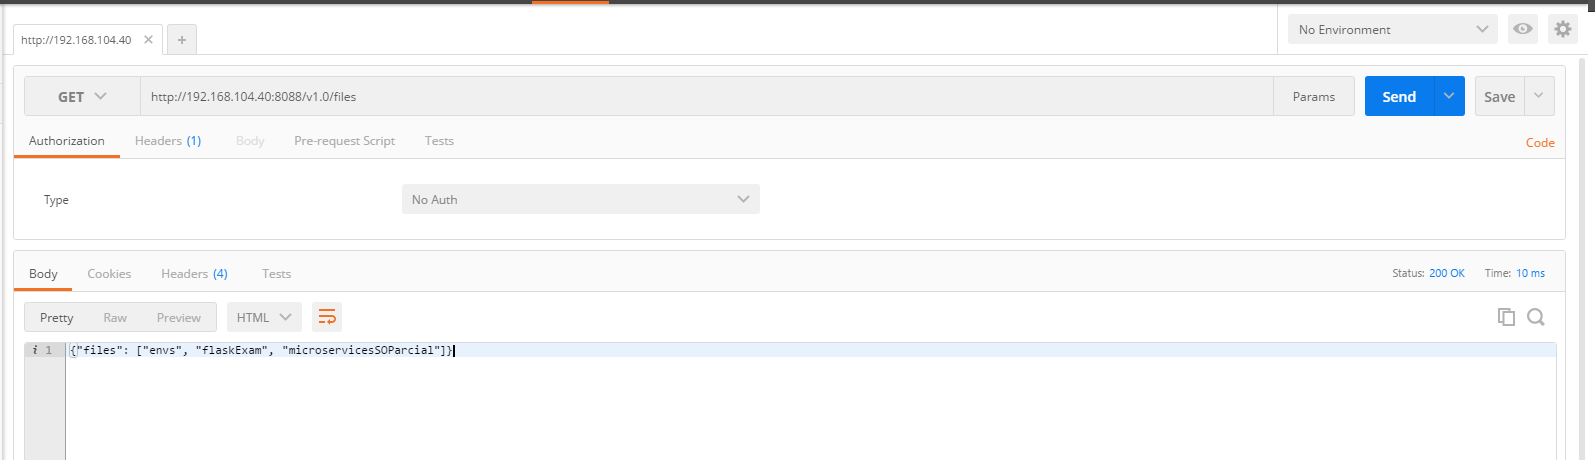 http://192.168.104.40
No Environment
GET http://192.168.104.40:8088/v1.0/files Params Send Save
Authorization Headers (1) Body Pre-request Script Tests Code
Type No Auth
Body Cookies Headers (4) Tests Status: 200 OK Time: 10 ms
Pretty Raw Preview HTML
i 1 {"files": ["envs", "flaskExam", "microservicesSOParcial"]}